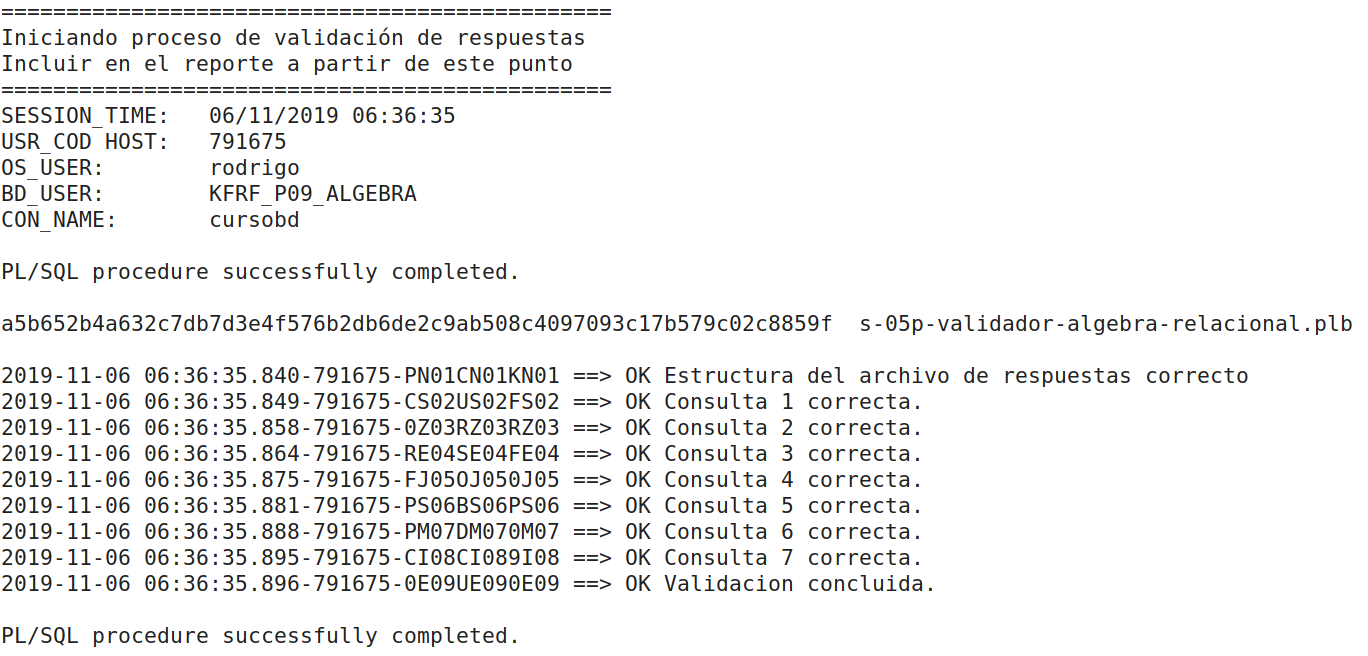 ===============================================
Iniciando proceso de validación de respuestas
Incluir en el reporte a partir de este punto
===============================================
SESSION_TIME:   06/11/2019 06:36:35
USR_COD HOST:   791675
OS_USER:        rodrigo
BD_USER:        KFRF_P09_ALGEBRA
CON_NAME:       cursobd

PL/SQL procedure successfully completed.

a5b652b4a632c7db7d3e4f576b2db6de2c9ab508c4097093c17b579c02c8859f  s-05p-validador-algebra-relacional.plb

2019-11-06 06:36:35.840-791675-PN01CN01KN01 ==> OK Estructura del archivo de respuestas correcto
2019-11-06 06:36:35.849-791675-CS02US02FS02 ==> OK Consulta 1 correcta.
2019-11-06 06:36:35.858-791675-0Z03RZ03RZ03 ==> OK Consulta 2 correcta.
2019-11-06 06:36:35.864-791675-RE04SE04FE04 ==> OK Consulta 3 correcta.
2019-11-06 06:36:35.875-791675-FJ05OJ050J05 ==> OK Consulta 4 correcta.
2019-11-06 06:36:35.881-791675-PS06BS06PS06 ==> OK Consulta 5 correcta.
2019-11-06 06:36:35.888-791675-PM07DM070M07 ==> OK Consulta 6 correcta.
2019-11-06 06:36:35.895-791675-CI08CI089I08 ==> OK Consulta 7 correcta.
2019-11-06 06:36:35.896-791675-0E09UE090E09 ==> OK Validacion concluida.

PL/SQL procedure successfully completed.